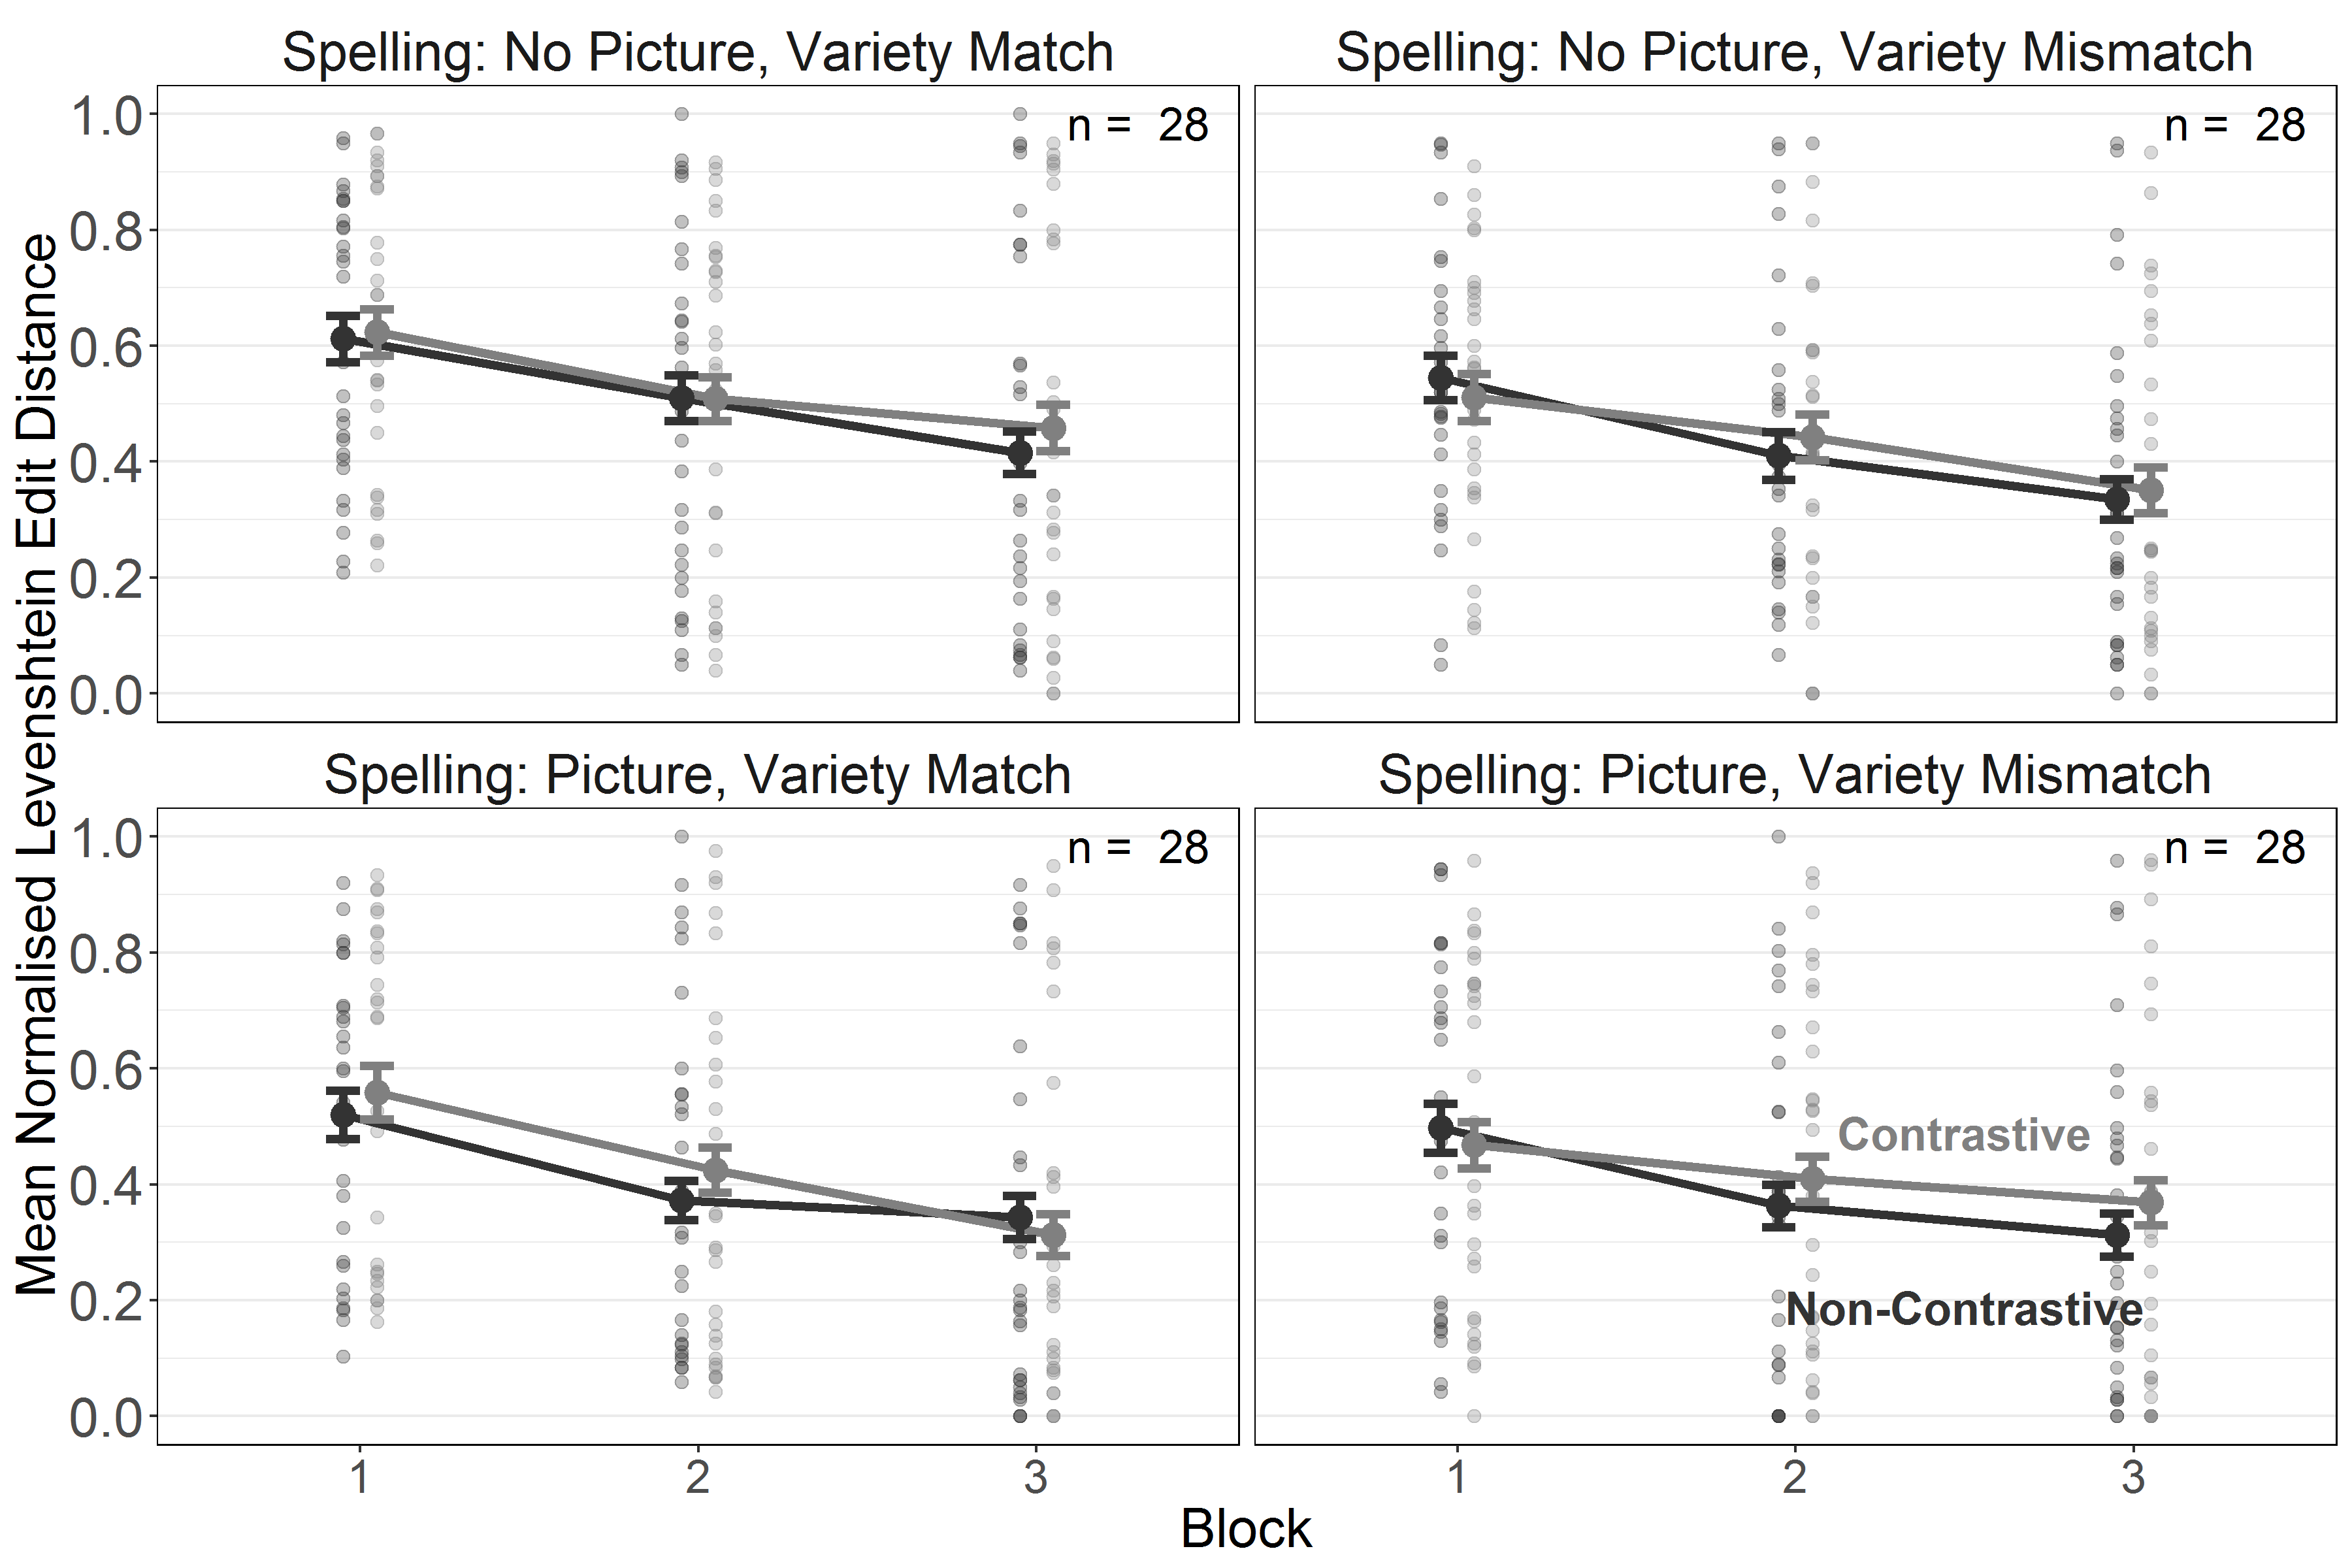 Spelling: No Picture, Variety Match
Spelling: No Picture, Variety Mismatch
n = 28
n = 28
1.0
0.8
0.6
0.4
0.2
0.0
Mean Normalised Levenshtein Edit Distance
Spelling: Picture, Variety Match
Spelling: Picture, Variety Mismatch
n = 28
n = 28
1.0
0.8
0.6
0.4
0.2
0.0
Contrastive
Non-Contrastive
1 2 3
1 2 3
Block